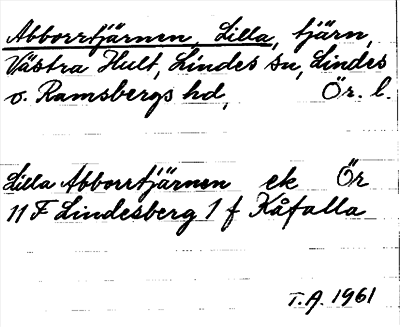 Abborrtjärnen, Lilla, tjärn,
Västra Hult, Lindes sn, Lindes
o. Ramsbergs hd, Ör. l.
Lilla Abborrtjärnen ek Ör
11 F Lindesberg 1 f Kåfalla
T.A. 1961